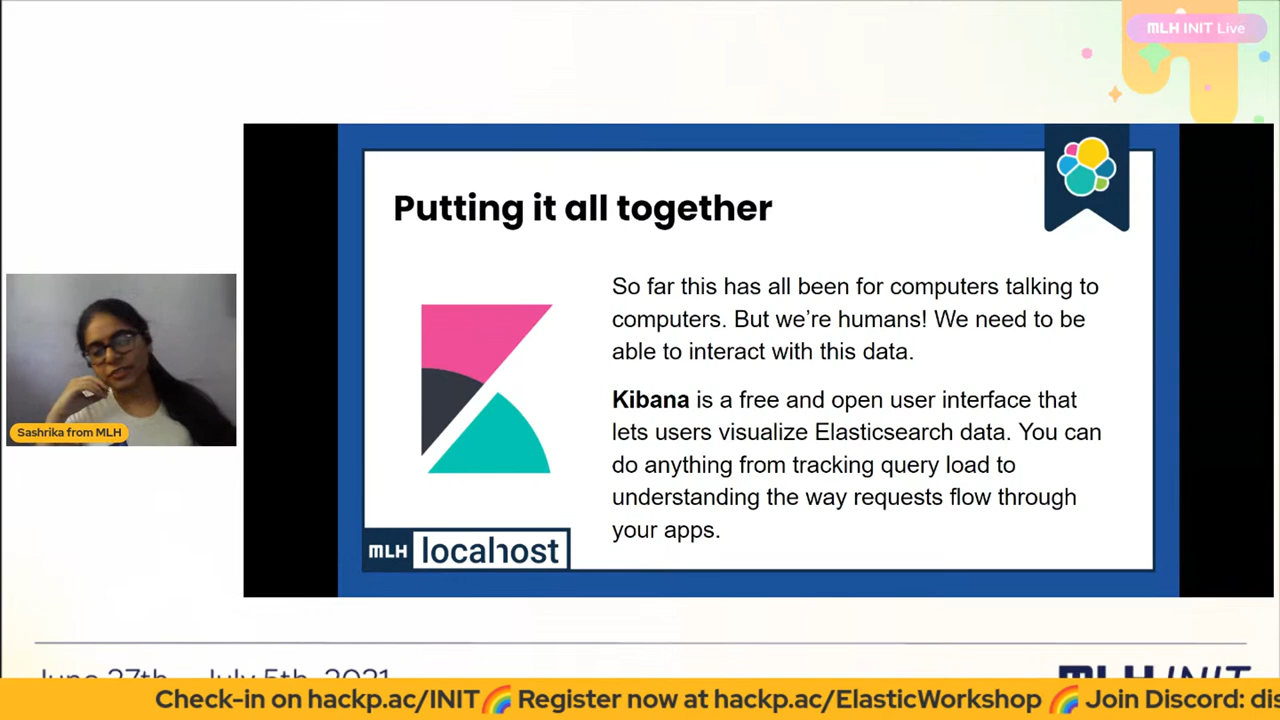 MLH INIT Live
Putting it all together
So far this has all been for computers talking to
computers. But we're humans! We need to be
able to interact with this data.
Kibana is a free and open user interface that
lets users visualize Elasticsearch data. You can
do anything from tracking query load to
understanding the way requests flow through
your apps.
Sashrika from MLH
MLH localhost
June 27th - July 5th, 2021
MLH INIT
Check-in on hackp.ac/INIT🌈 Register now at hackp.ac/ElasticWorkshop 🌈 Join Discord: